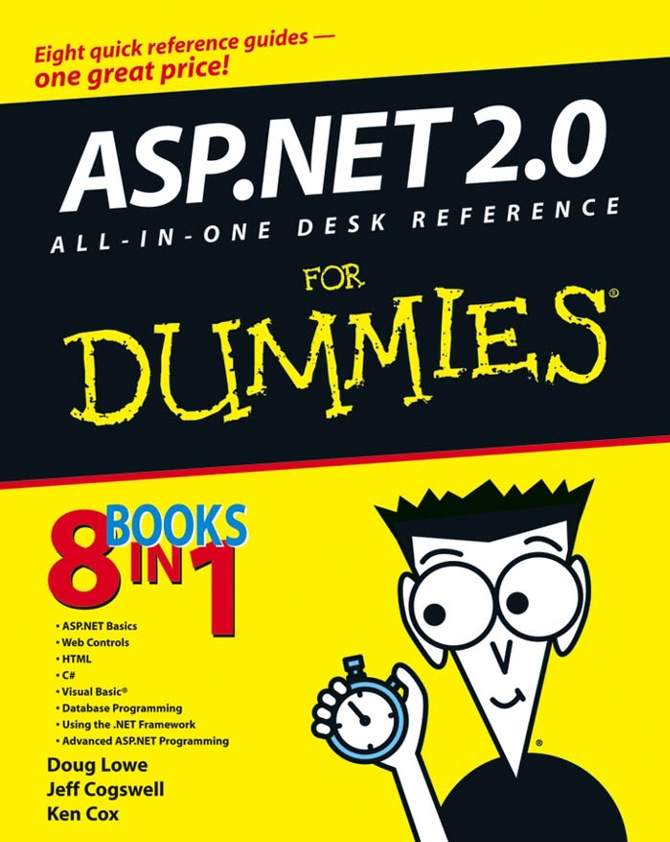 Eight quick reference guides —
one great price!
ASP.NET 2.0
ALL-IN-ONE DESK REFERENCE
FOR
DUMMIES®
8 BOOKS
IN 1
• ASP.NET Basics
• Web Controls
• HTML
• C#
• Visual Basic®
• Database Programming
• Using the .NET Framework
• Advanced ASP.NET Programming
Doug Lowe
Jeff Cogswell
Ken Cox
®